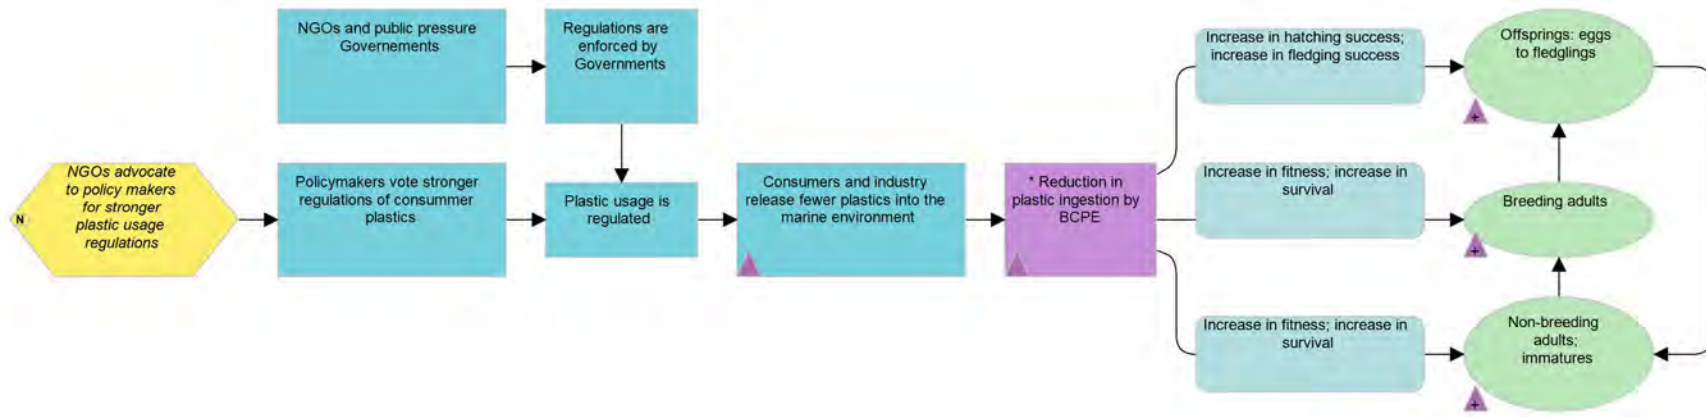 NGOs and public pressure
Governements
Regulations are
enforced by
Governments
Increase in hatching success;
increase in fledging success
Offsprings: eggs
to fledglings
+
N
NGOs advocate
to policy makers
for stronger
plastic usage
regulations
Policymakers vote stronger
regulations of consummer
plastics
Plastic usage is
regulated
Consumers and industry
release fewer plastics into the
marine environment
* Reduction in
plastic ingestion by
BCPE
Increase in fitness; increase in
survival
Breeding adults
+
Increase in fitness; increase in
survival
Non-breeding
adults;
immatures
+